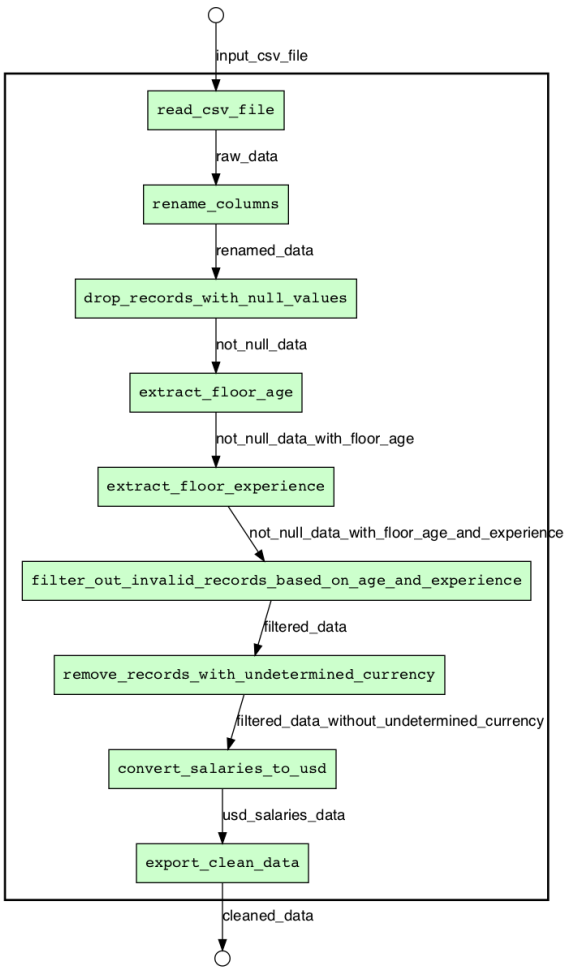 input_csv_file
read_csv_file
raw_data
rename_columns
renamed_data
drop_records_with_null_values
not_null_data
extract_floor_age
not_null_data_with_floor_age
extract_floor_experience
not_null_data_with_floor_age_and_experience
filter_out_invalid_records_based_on_age_and_experience
filtered_data
remove_records_with_undetermined_currency
filtered_data_without_undetermined_currency
convert_salaries_to_usd
usd_salaries_data
export_clean_data
cleaned_data